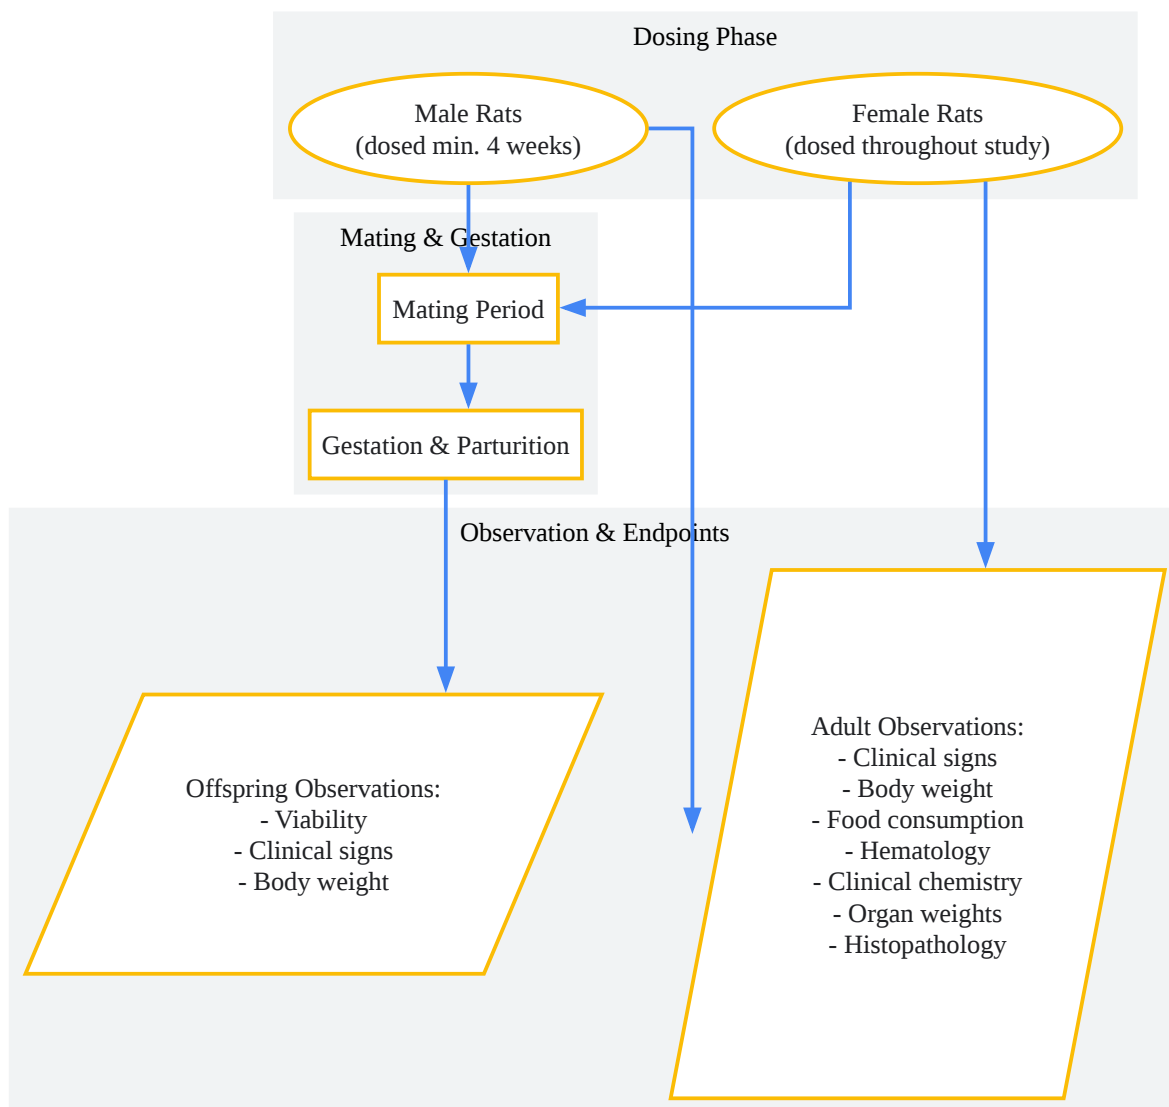 Dosing Phase
Male Rats
(dosed min. 4 weeks)
Female Rats
(dosed throughout study)
Mating & Gestation
Mating Period
Gestation & Parturition
Observation & Endpoints
Offspring Observations:
- Viability
- Clinical signs
- Body weight
Adult Observations:
- Clinical signs
- Body weight
- Food consumption
- Hematology
- Clinical chemistry
- Organ weights
- Histopathology